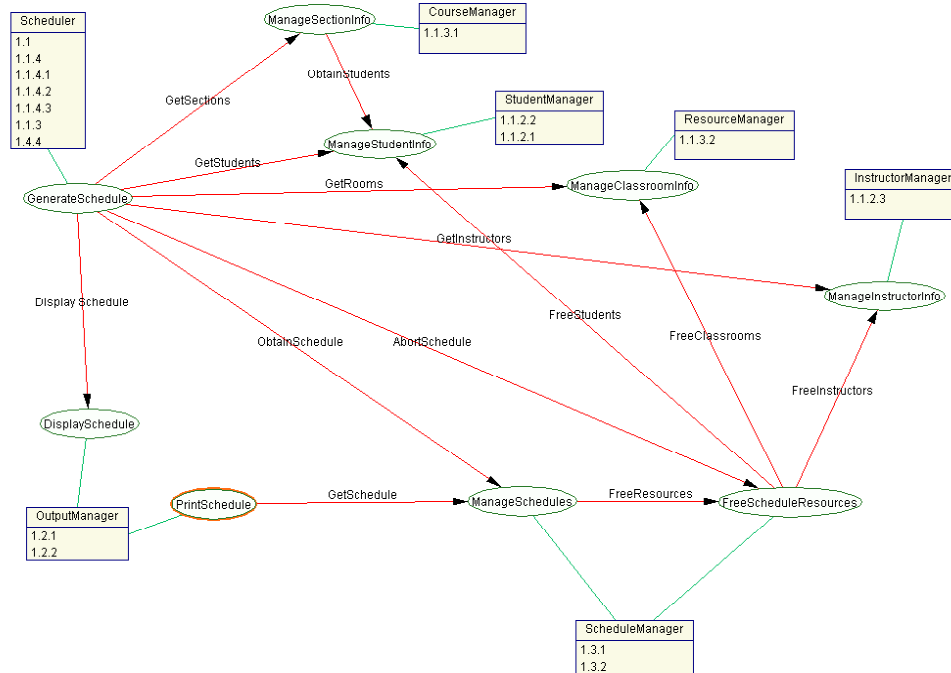 Scheduler
1.1
1.1.4
1.1.4.1
1.1.4.2
1.1.4.3
1.1.3
1.4.4
ManageSectionInfo
CourseManager
1.1.3.1
ObtainStudents
GetSections
StudentManager
1.1.2.2
1.1.2.1
ResourceManager
1.1.3.2
ManageStudentInfo
GetStudents
GetRooms
ManageClassroomInfo
InstructorManager
1.1.2.3
GenerateSchedule
GetInstructors
ManageInstructorInfo
Display Schedule
FreeStudents
ObtainSchedule
AbortSchedule
FreeClassrooms
FreeInstructors
DisplaySchedule
PrintSchedule
GetSchedule
ManageSchedules
FreeResources
FreeScheduleResources
OutputManager
1.2.1
1.2.2
ScheduleManager
1.3.1
1.3.2